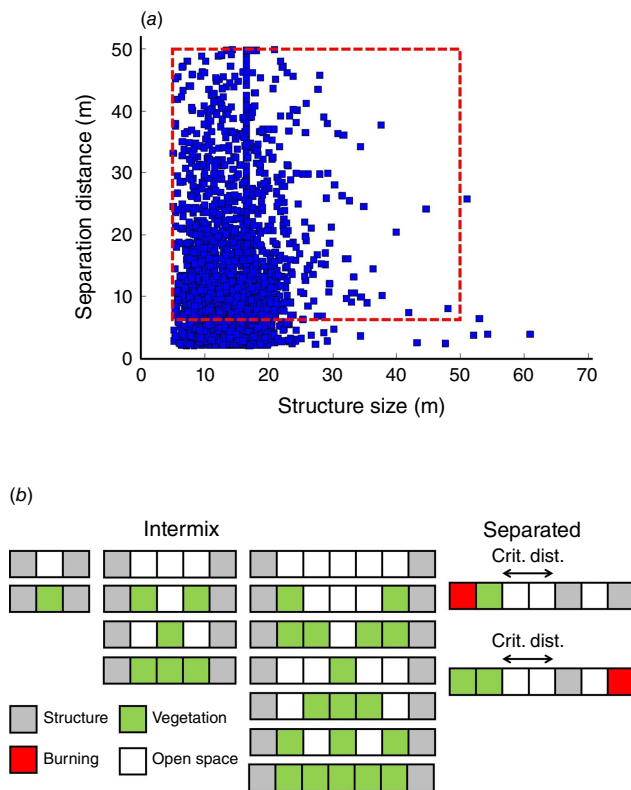 (a)
50
40
30
20
10
0
Separation distance (m)
0 10 20 30 40 50 60 70
Structure size (m)
(b)
Intermix
Separated
Crit. dist.
Crit. dist.
Structure
Vegetation
Burning
Open space